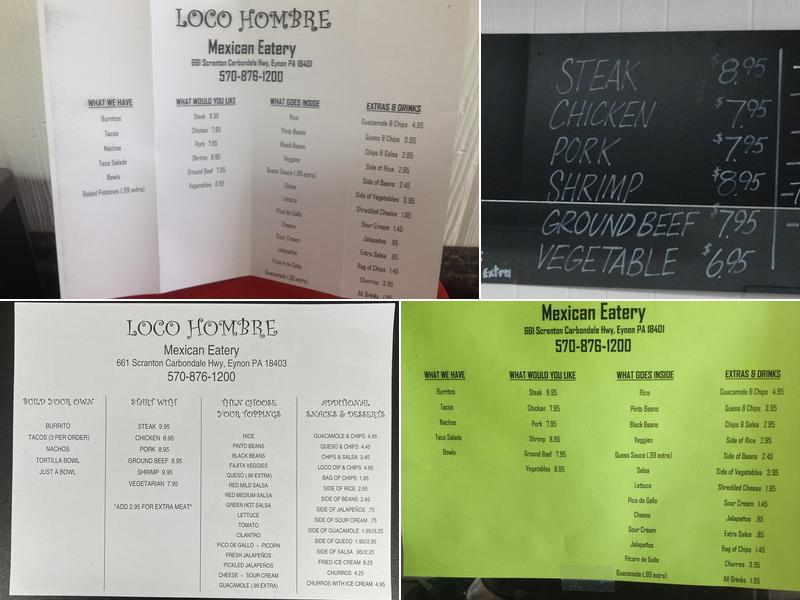 LOCO HOMBRE
Mexican Eatery
661 Scranton Carbondale Hwy, Eynon PA 18401
570-876-1200
WHAT WE HAVE
Burritos
Tacos
Nachos
Taco Salads
Bowls
Baked Potatoes (.99 extra)
WHAT WOULD YOU LIKE
Steak 8.95
Chicken 7.95
Pork 7.95
Shrimp 8.95
Ground Beef 7.95
Vegetables 6.95
WHAT GOES INSIDE
Rice
Pinto Beans
Black Beans
Veggies
Queso Sauce (.99 extra)
Salsa
Lettuce
Pico de Gallo
Cheese
Sour Cream
Jalapeños
Picorn de Gallo
Guacamole (.99 extra)
EXTRAS & DRINKS
Guacamole & Chips 4.95
Queso & Chips 3.95
Chips & Salsa 2.95
Side of Rice 2.95
Side of Beans 2.45
Side of Vegetables 3.95
Shredded Cheese 1.95
Sour Cream 1.45
Jalapeños .95
Extra Salsa .95
Bag of Chips 1.45
Churros 3.95
All Drinks 1.95
STEAK $8.95
CHICKEN $7.95
PORK $7.95
SHRIMP $8.95
GROUND BEEF $7.95
VEGETABLE $6.95
Extra
LOCO HOMBRE
Mexican Eatery
661 Scranton Carbondale Hwy, Eynon PA 18403
570-876-1200
BUILD YOUR OWN
BURRITO
TACOS (3 PER ORDER)
NACHOS
TORTILLA BOWL
JUST A BOWL
START WITH
STEAK 9.95
CHICKEN 8.95
PORK 8.95
GROUND BEEF 8.95
SHRIMP 9.95
VEGETARIAN 7.95
*ADD 2.95 FOR EXTRA MEAT*
THEN CHOOSE
YOUR TOPPINGS
RICE
PINTO BEANS
BLACK BEANS
FAJITA VEGGIES
QUESO (.99 EXTRA)
RED MILD SALSA
RED MEDIUM SALSA
GREEN HOT SALSA
LETTUCE
TOMATO
CILANTRO
PICO DE GALLO ~ PICORN
FRESH JALAPEÑOS
PICKLED JALAPEÑOS
CHEESE ~ SOUR CREAM
GUACAMOLE (.99 EXTRA)
ADDITIONAL
SNACKS & DESSERTS
GUACAMOLE & CHIPS 4.95
QUESO & CHIPS 4.45
CHIPS & SALSA 3.45
LOCO DIP & CHIPS 4.95
BAG OF CHIPS 1.95
SIDE OF RICE 2.95
SIDE OF BEANS 2.45
SIDE OF JALAPEÑOS .75
SIDE OF SOUR CREAM .75
SIDE OF GUACAMOLE 1.95/3.25
SIDE OF QUESO 1.95/2.95
SIDE OF SALSA .95/2.25
FRIED ICE CREAM 8.25
CHURROS 4.25
CHURROS WITH ICE CREAM 4.95
Mexican Eatery
661 Scranton Carbondale Hwy, Eynon PA 18401
570-876-1200
WHAT WE HAVE
Burritos
Tacos
Nachos
Taco Salads
Bowls
WHAT WOULD YOU LIKE
Steak 8.95
Chicken 7.95
Pork 7.95
Shrimp 8.95
Ground Beef 7.95
Vegetables 6.95
WHAT GOES INSIDE
Rice
Pinto Beans
Black Beans
Veggies
Queso Sauce (.99 extra)
Salsa
Lettuce
Pico do Gallo
Cheese
Sour Cream
Jalapeños
Picorn de Gallo
Guacamole (.99 extra)
EXTRAS & DRINKS
Guacamole & Chips 4.95
Queso & Chips 3.95
Chips & Salsa 2.95
Side of Rice 2.95
Side of Beans 2.45
Side of Vegetables 3.95
Shredded Cheese 1.95
Sour Cream 1.45
Jalapeños .95
Extra Salsa .95
Bag of Chips 1.45
Churros 3.95
All Drinks 1.95